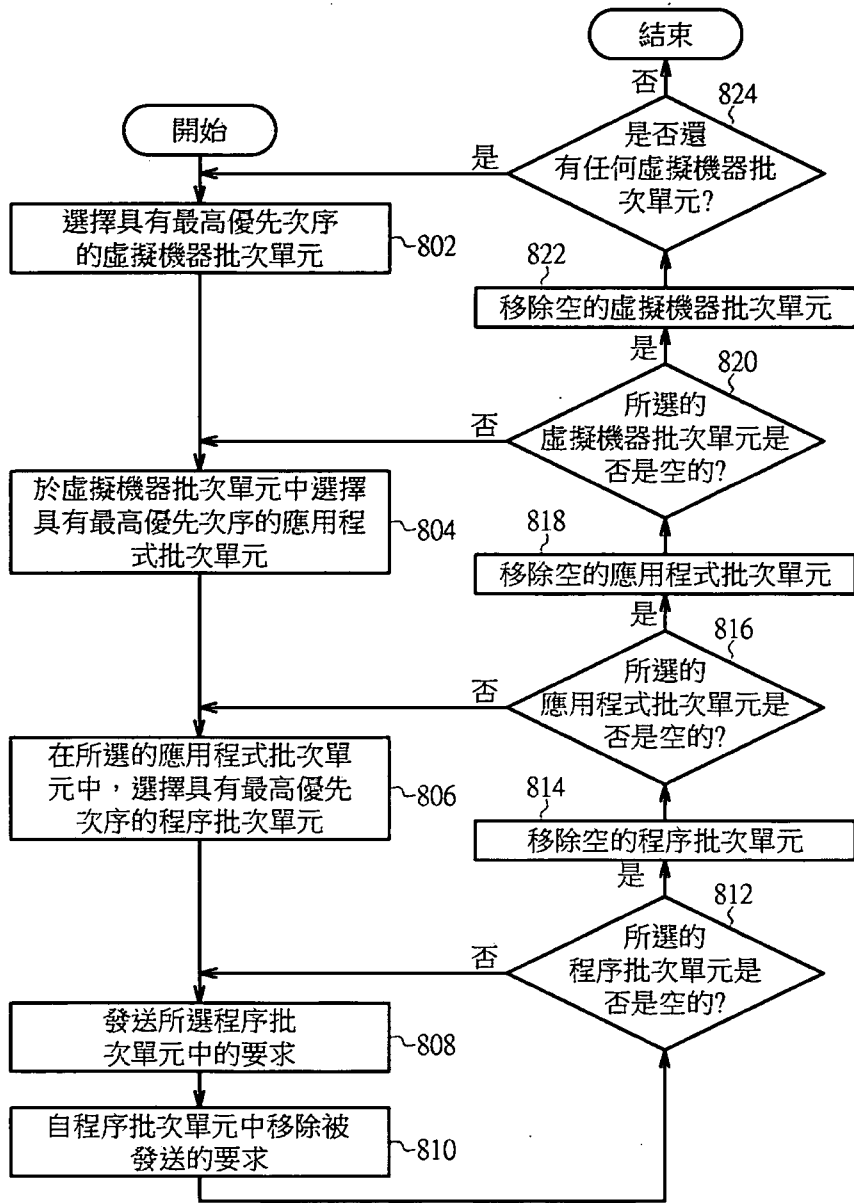 開始
選擇具有最高優先次序
的虛擬機器批次單元
802
於虛擬機器批次單元中選擇
具有最高優先次序的應用程
式批次單元
804
在所選的應用程式批次單
元中，選擇具有最高優先
次序的程序批次單元
806
發送所選程序批
次單元中的要求
808
自程序批次單元中移除被
發送的要求
810
812
所選的
程序批次單元是
否是空的?
否
是
814
移除空的程序批次單元
816
所選的
應用程式批次單元是
否是空的?
否
是
818
移除空的應用程式批次單元
820
所選的
虛擬機器批次單元是
否是空的?
否
是
822
移除空的虛擬機器批次單元
824
是否還
有任何虛擬機器批
次單元?
是
否
結束